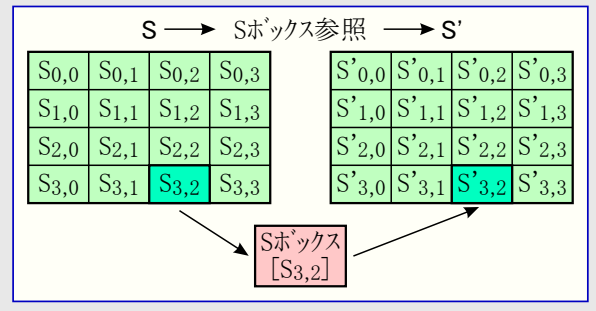 S → Sボックス参照 → S’
S0,0 S0,1 S0,2 S0,3 S’0,0 S’0,1 S’0,2 S’0,3
S1,0 S1,1 S1,2 S1,3 S’1,0 S’1,1 S’1,2 S’1,3
S2,0 S2,1 S2,2 S2,3 S’2,0 S’2,1 S’2,2 S’2,3
S3,0 S3,1 S3,2 S3,3 S’3,0 S’3,1 S’3,2 S’3,3
Sボックス
[S3,2]